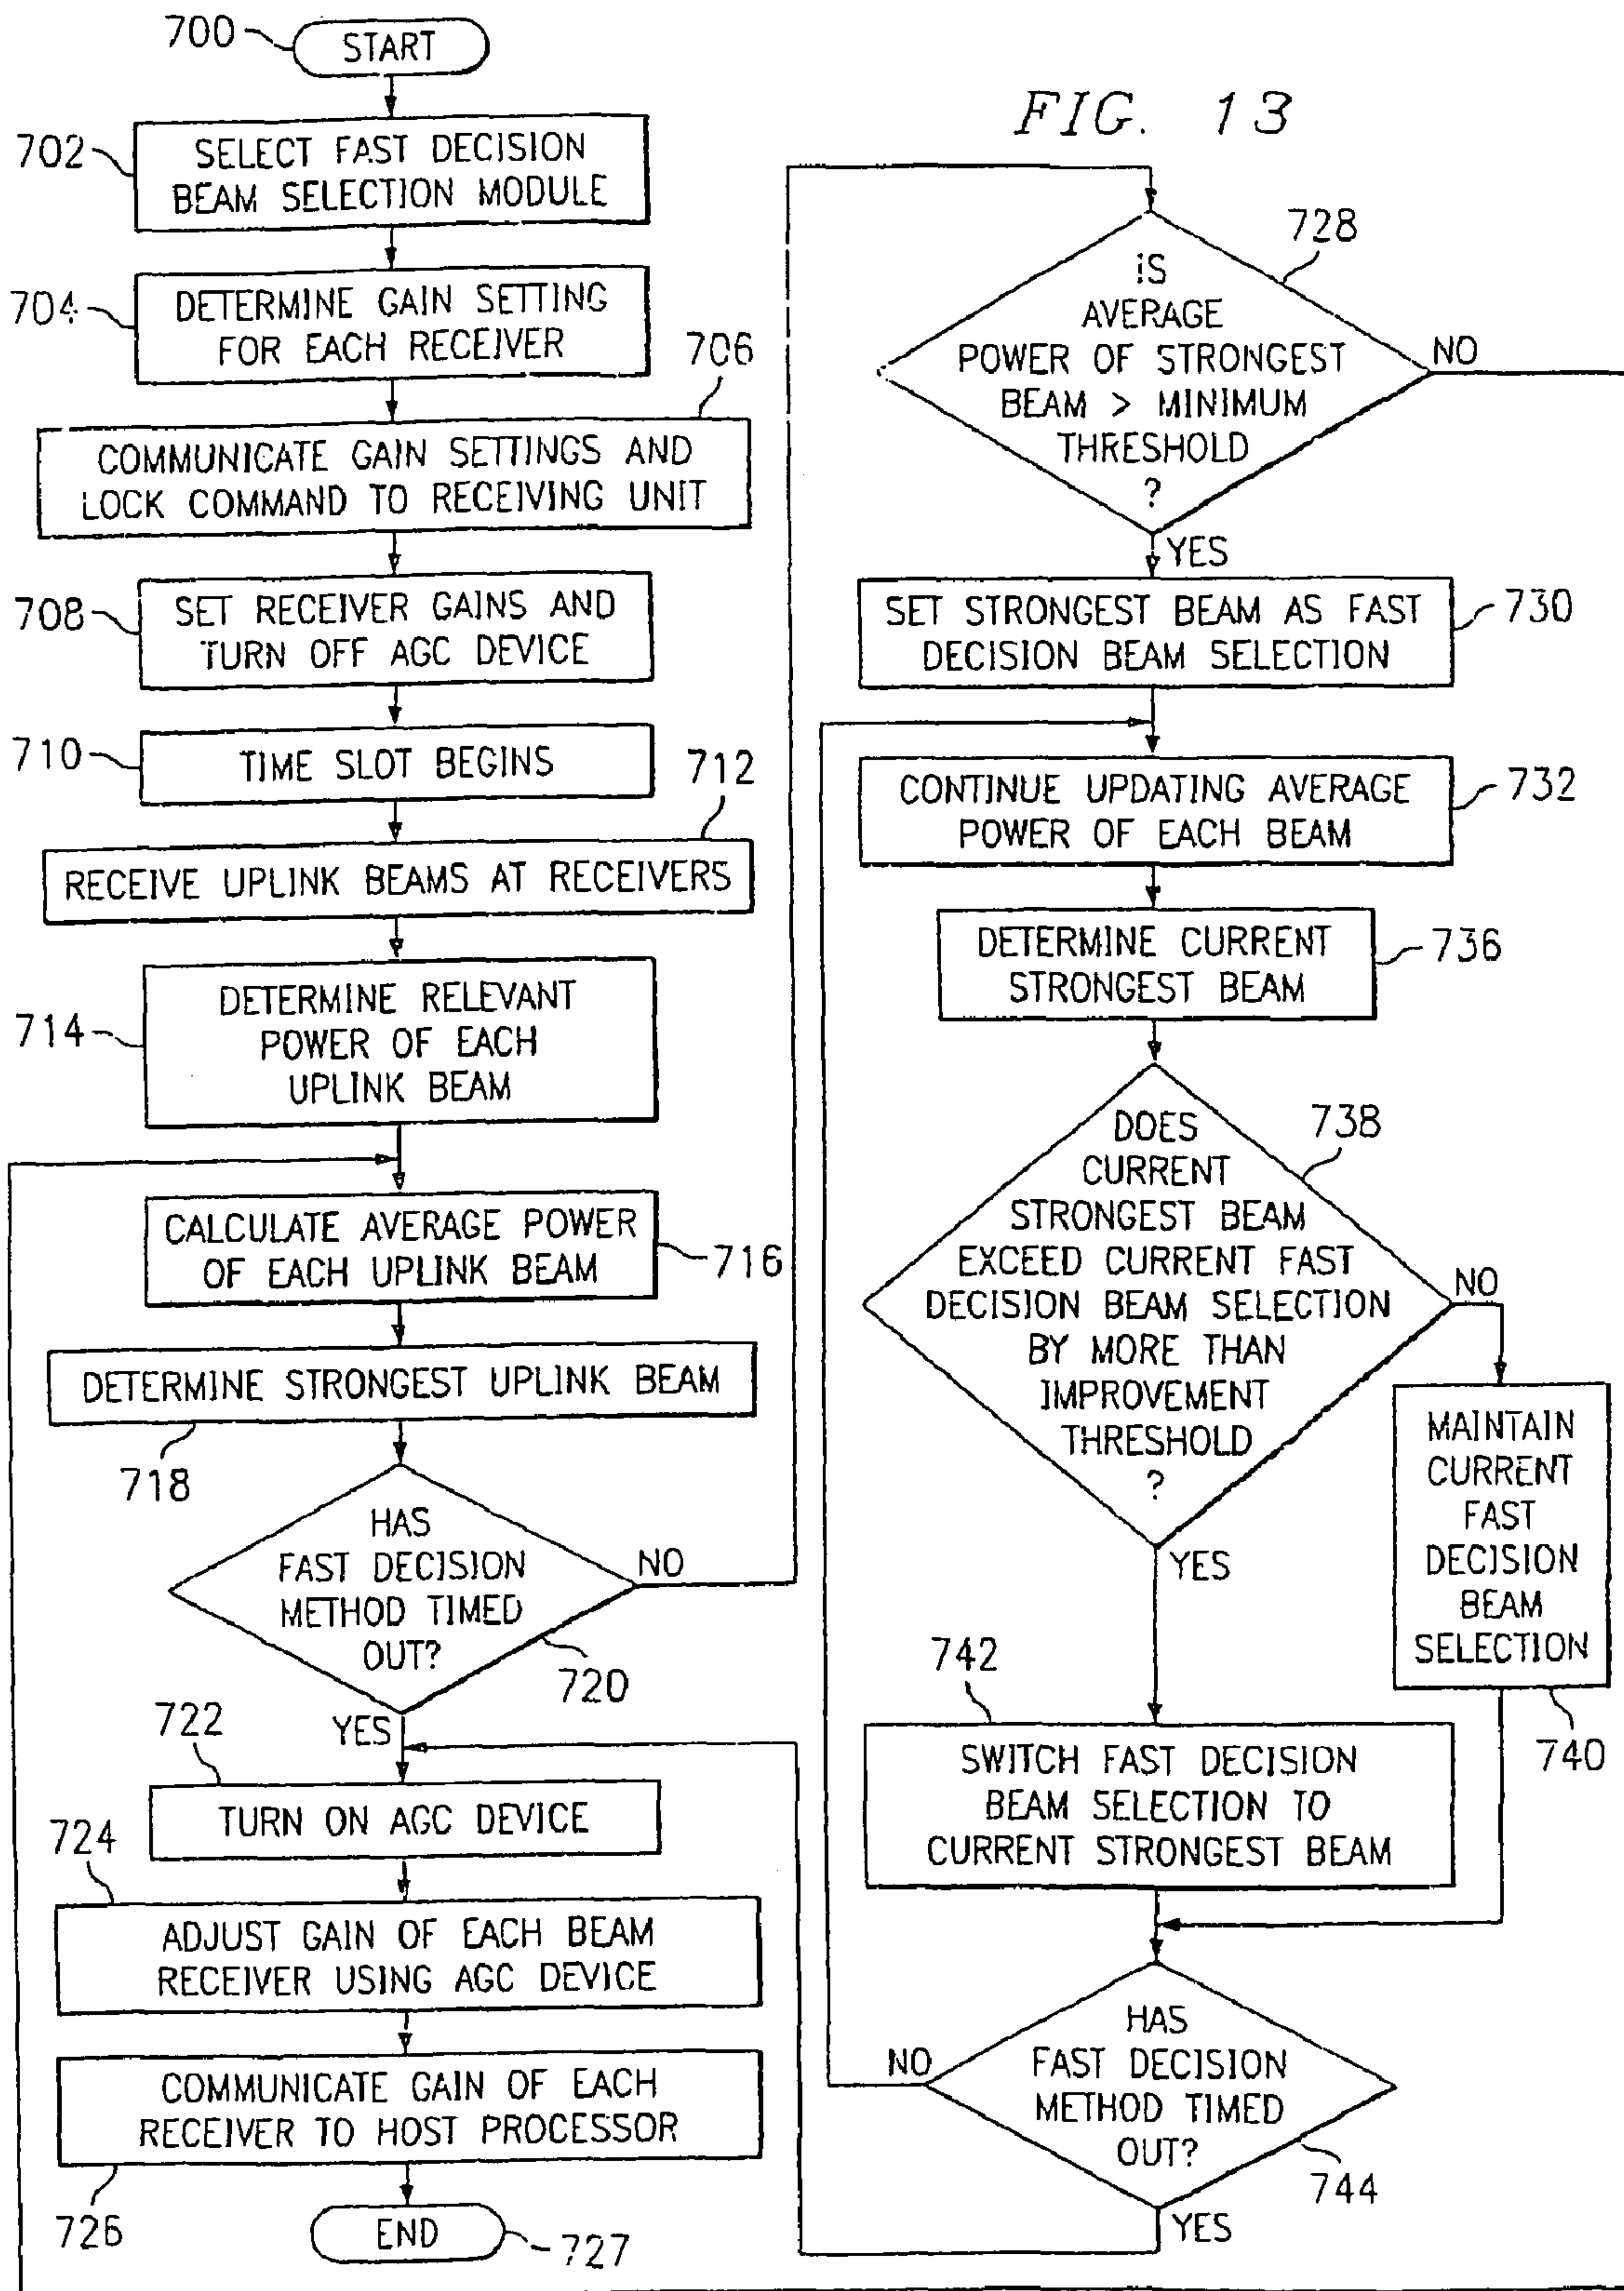 700
START
FIG. 13
702
SELECT FAST DECISION
BEAM SELECTION MODULE
704
DETERMINE GAIN SETTING
FOR EACH RECEIVER
706
COMMUNICATE GAIN SETTINGS AND
LOCK COMMAND TO RECEIVING UNIT
708
SET RECEIVER GAINS AND
TURN OFF AGC DEVICE
710
TIME SLOT BEGINS
712
RECEIVE UPLINK BEAMS AT RECEIVERS
714
DETERMINE RELEVANT
POWER OF EACH
UPLINK BEAM
CALCULATE AVERAGE POWER
OF EACH UPLINK BEAM
716
DETERMINE STRONGEST UPLINK BEAM
718
HAS
FAST DECISION
METHOD TIMED
OUT?
NO
720
YES
722
TURN ON AGC DEVICE
724
ADJUST GAIN OF EACH BEAM
RECEIVER USING AGC DEVICE
COMMUNICATE GAIN OF EACH
RECEIVER TO HOST PROCESSOR
726
END
727
728
IS
AVERAGE
POWER OF STRONGEST
BEAM > MINIMUM
THRESHOLD
?
NO
YES
SET STRONGEST BEAM AS FAST
DECISION BEAM SELECTION
730
CONTINUE UPDATING AVERAGE
POWER OF EACH BEAM
732
DETERMINE CURRENT
STRONGEST BEAM
736
738
DOES
CURRENT
STRONGEST BEAM
EXCEED CURRENT FAST
DECISION BEAM SELECTION
BY MORE THAN
IMPROVEMENT
THRESHOLD
?
NO
YES
MAINTAIN
CURRENT
FAST
DECISION
BEAM
SELECTION
740
742
SWITCH FAST DECISION
BEAM SELECTION TO
CURRENT STRONGEST BEAM
HAS
FAST DECISION
METHOD TIMED
OUT?
NO
744
YES